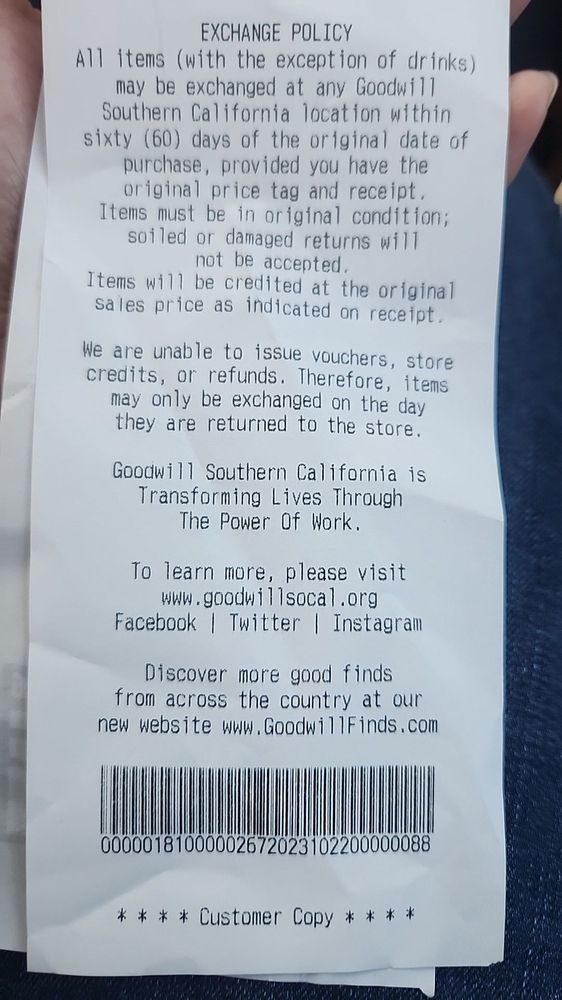 EXCHANGE POLICY
All items (with the exception of drinks)
may be exchanged at any Goodwill
Southern California location within
sixty (60) days of the original date of
purchase, provided you have the
original price tag and receipt.
Items must be in original condition;
soiled or damaged returns will
not be accepted.
Items will be credited at the original
sales price as indicated on receipt.
We are unable to issue vouchers, store
credits, or refunds. Therefore, items
may only be exchanged on the day
they are returned to the store.
Goodwill Southern California is
Transforming Lives Through
The Power Of Work.
To learn more, please visit
www.goodwillsocal.org
Facebook | Twitter | Instagram
Discover more good finds
from across the country at our
new website www.GoodwillFinds.com
00000181000002672023102200000088
* * * * Customer Copy * * * *